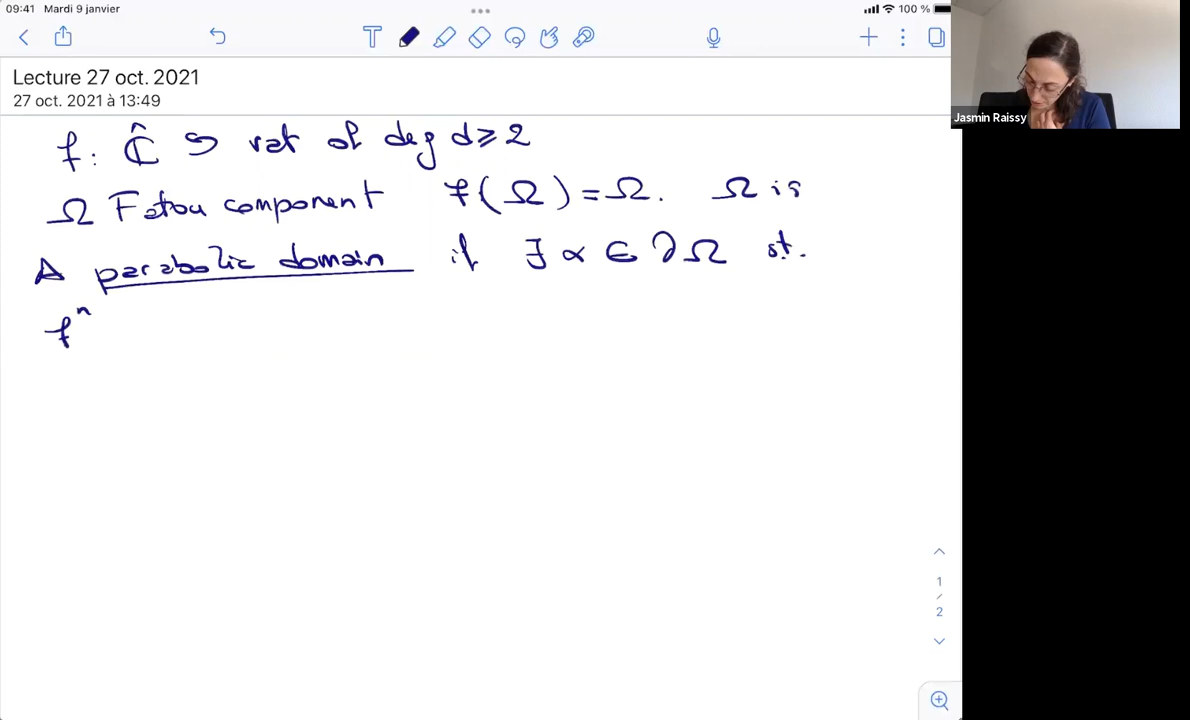 09:41 Mardi 9 janvier
100 %
Lecture 27 oct. 2021
27 oct. 2021 à 13:49
Jasmin Raissy
f : Ĉ ↺ rat of deg d ≥ 2
Ω Fatou component f(Ω) = Ω. Ω is
A parabolic domain if ∃ α ∈ ∂Ω st.
fⁿ
1
/
2